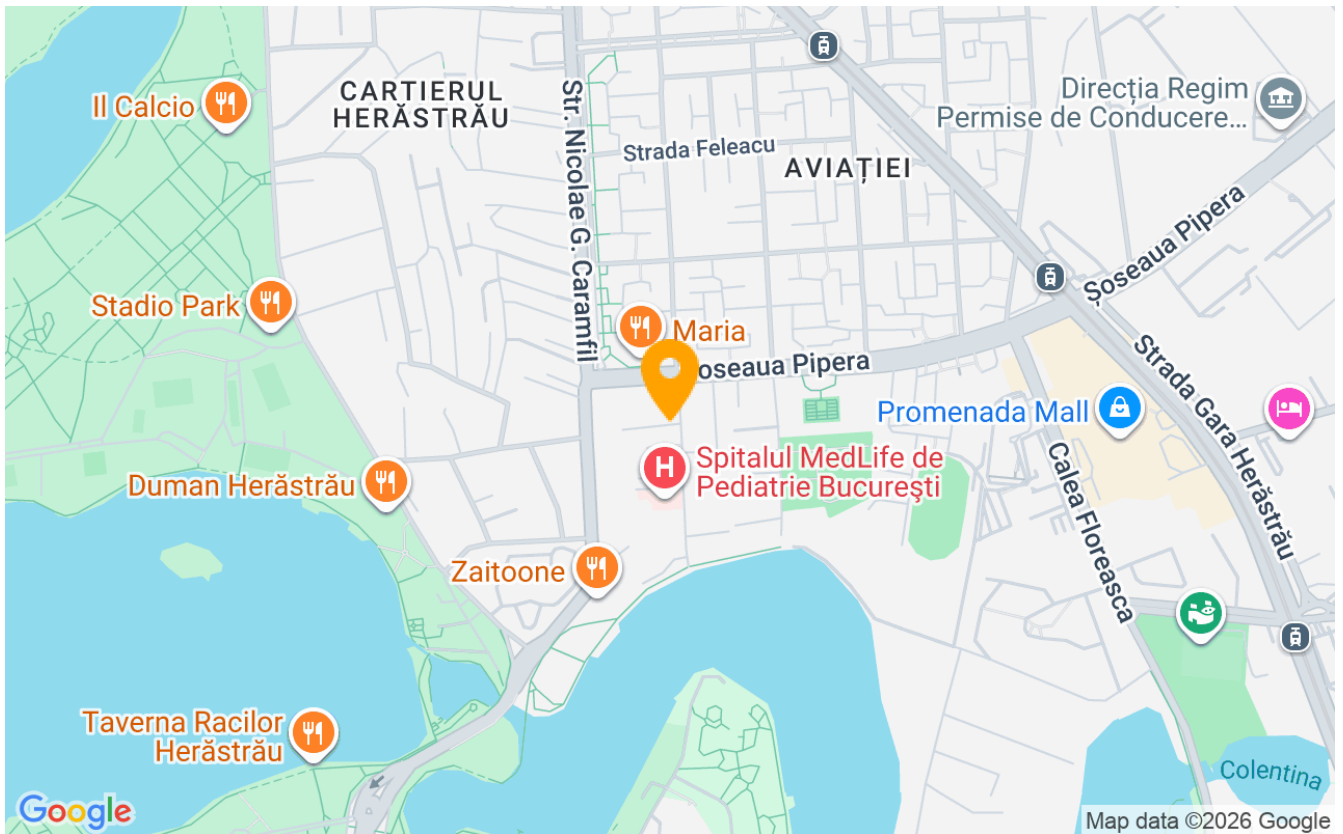 Il Calcio
CARTIERUL
HERĂSTRĂU
Str. Nicolae G. Caramfil
Strada Feleacu
AVIAȚIEI
Direcția Regim
Permise de Conducere...
Șoseaua Pipera
Stadio Park
Maria
oseaua Pipera
Strada Gara Herăstrău
Promenada Mall
Calea Floreasca
Duman Herăstrău
H
Spitalul MedLife de
Pediatrie București
Zaitoone
Taverna Racilor
Herăstrău
Colentina
Google
Map data ©2026 Google